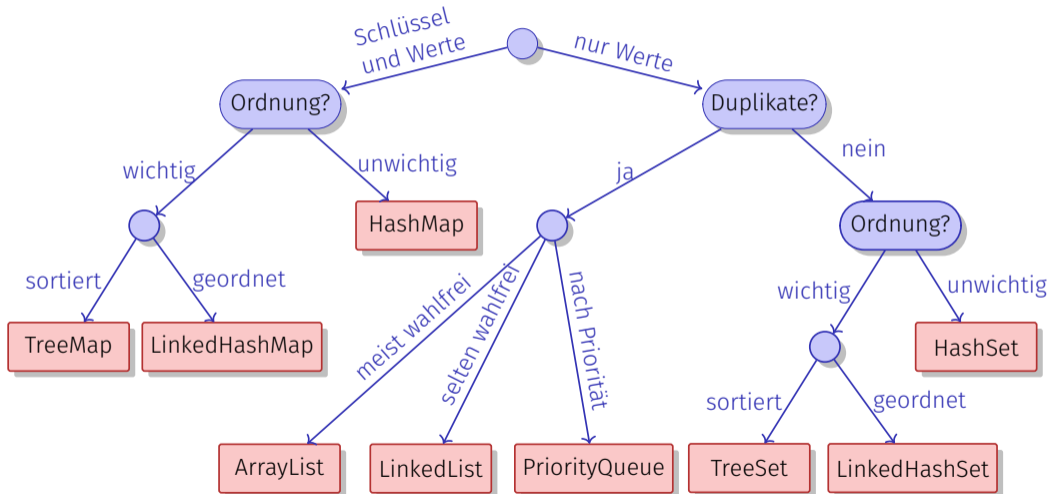 Schlüssel
und Werte
nur Werte
Ordnung?
Duplikate?
wichtig
unwichtig
ja
nein
HashMap
Ordnung?
sortiert
geordnet
meist wahlfrei
selten wahlfrei
nach Priorität
wichtig
unwichtig
TreeMap
LinkedHashMap
HashSet
sortiert
geordnet
ArrayList
LinkedList
PriorityQueue
TreeSet
LinkedHashSet